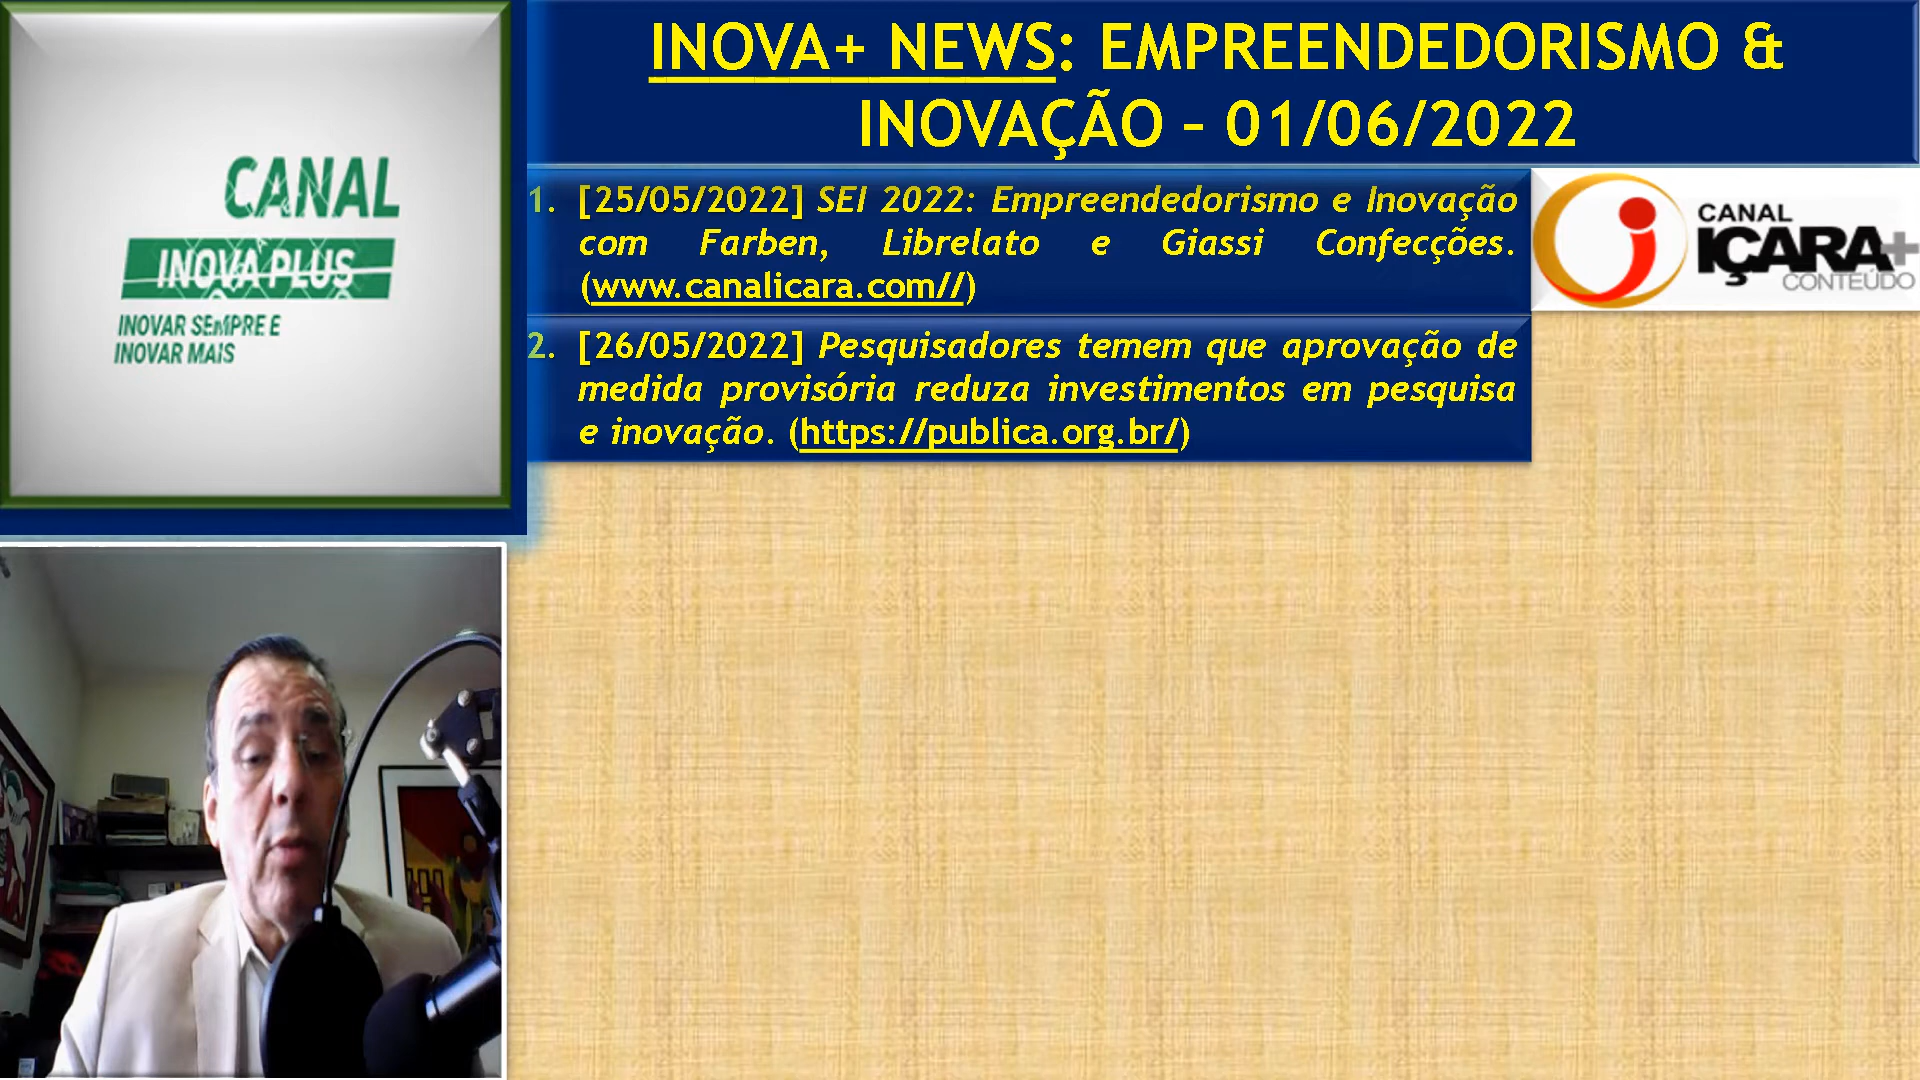 CANAL
INOVA PLUS
INOVAR SEMPRE E
INOVAR MAIS
INOVA+ NEWS: EMPREENDEDORISMO &
INOVAÇÃO – 01/06/2022
1. [25/05/2022] SEI 2022: Empreendedorismo e Inovação
com Farben, Librelato e Giassi Confecções.
(www.canalicara.com//)
CANAL
IÇARA+
CONTEÚDO
2. [26/05/2022] Pesquisadores temem que aprovação de
medida provisória reduza investimentos em pesquisa
e inovação. (https://publica.org.br/)